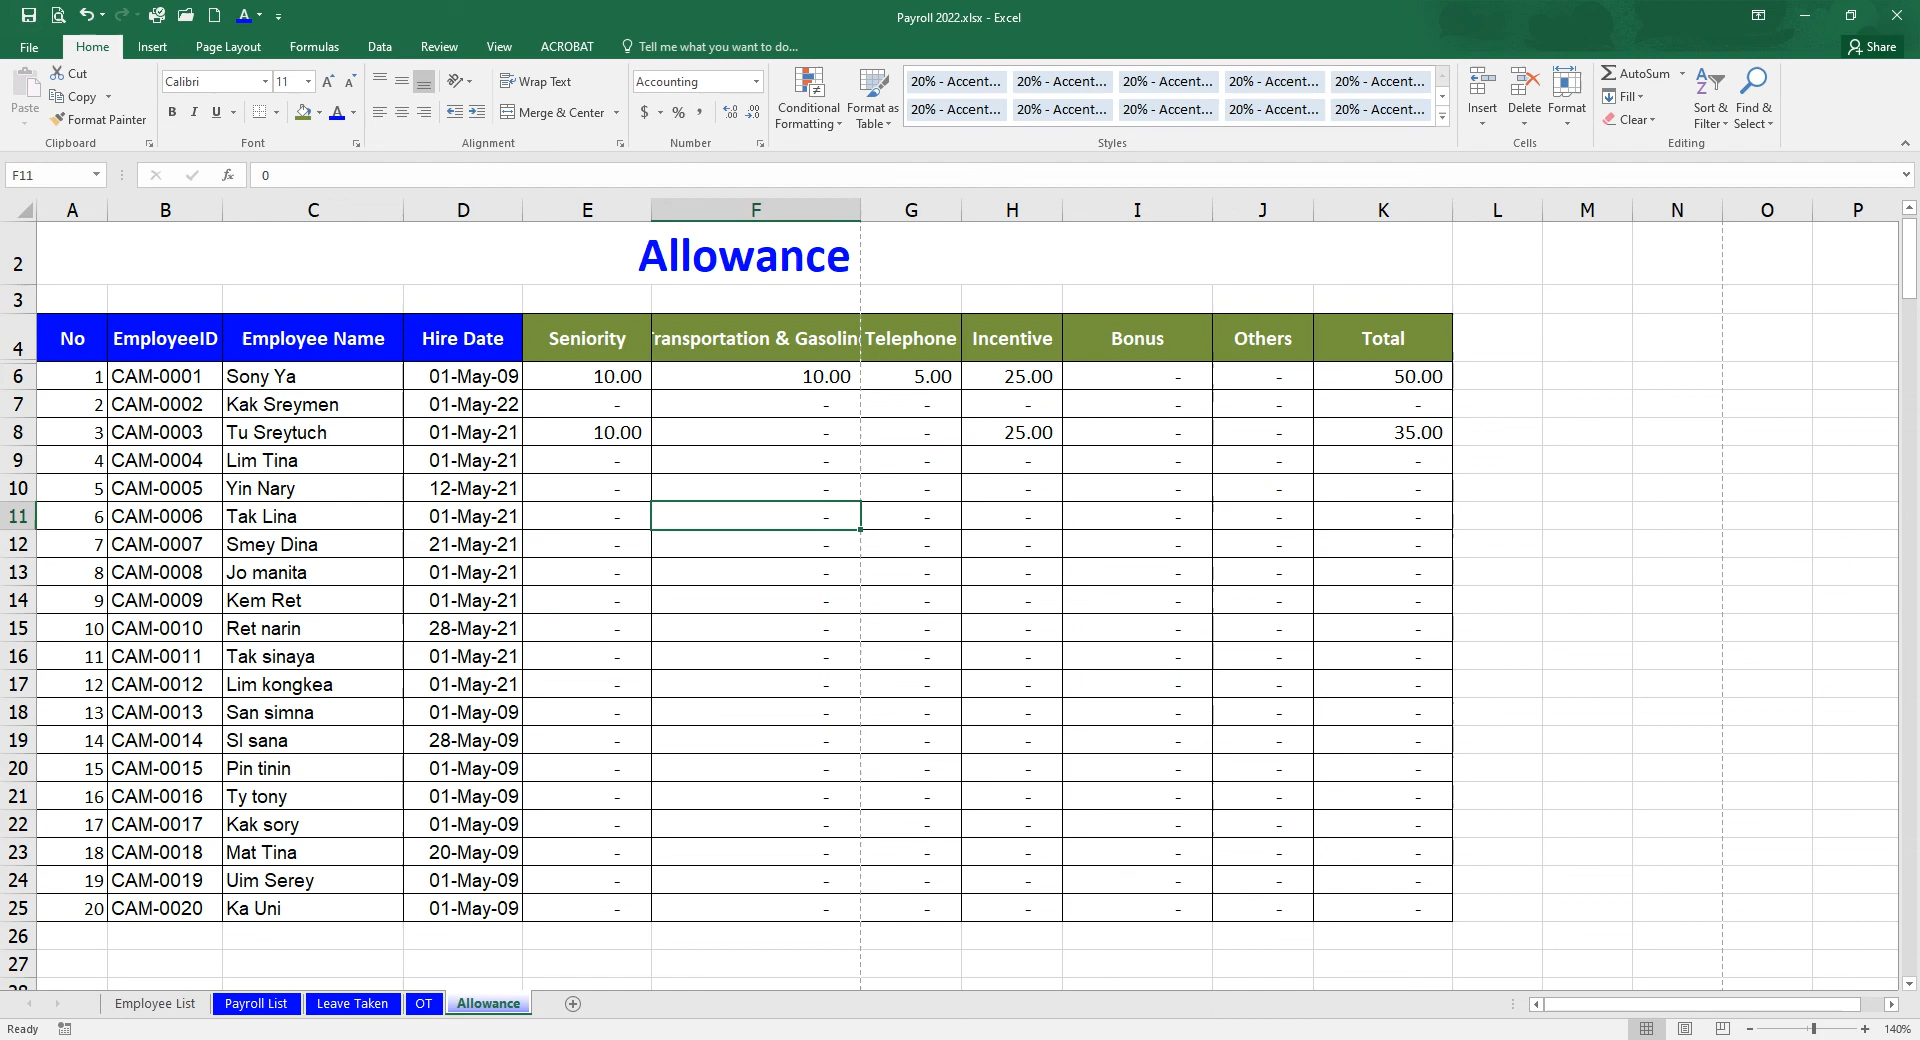 Payroll 2022.xlsx - Excel
File Home Insert Page Layout Formulas Data Review View ACROBAT Tell me what you want to do... Share
Paste Cut Copy Format Painter Clipboard
Calibri 11 B I U A Font
Wrap Text Merge & Center Alignment
Accounting $ % , Number
Conditional Formatting Format as Table
20% - Accent... 20% - Accent... 20% - Accent... 20% - Accent... 20% - Accent...
20% - Accent... 20% - Accent... 20% - Accent... 20% - Accent... 20% - Accent...
Styles
Insert Delete Format Cells
AutoSum Fill Clear Sort & Filter Find & Select Editing
F11 fx 0
A B C D E F G H I J K L M N O P
2 Allowance
3
4 No EmployeeID Employee Name Hire Date Seniority ransportation & Gasolin Telephone Incentive Bonus Others Total
6 1 CAM-0001 Sony Ya 01-May-09 10.00 10.00 5.00 25.00 - - 50.00
7 2 CAM-0002 Kak Sreymen 01-May-22 - - - - - - -
8 3 CAM-0003 Tu Sreytuch 01-May-21 10.00 - - 25.00 - - 35.00
9 4 CAM-0004 Lim Tina 01-May-21 - - - - - - -
10 5 CAM-0005 Yin Nary 12-May-21 - - - - - - -
11 6 CAM-0006 Tak Lina 01-May-21 - - - - - - -
12 7 CAM-0007 Smey Dina 21-May-21 - - - - - - -
13 8 CAM-0008 Jo manita 01-May-21 - - - - - - -
14 9 CAM-0009 Kem Ret 01-May-21 - - - - - - -
15 10 CAM-0010 Ret narin 28-May-21 - - - - - - -
16 11 CAM-0011 Tak sinaya 01-May-21 - - - - - - -
17 12 CAM-0012 Lim kongkea 01-May-21 - - - - - - -
18 13 CAM-0013 San simna 01-May-09 - - - - - - -
19 14 CAM-0014 Sl sana 28-May-09 - - - - - - -
20 15 CAM-0015 Pin tinin 01-May-09 - - - - - - -
21 16 CAM-0016 Ty tony 01-May-09 - - - - - - -
22 17 CAM-0017 Kak sory 01-May-09 - - - - - - -
23 18 CAM-0018 Mat Tina 20-May-09 - - - - - - -
24 19 CAM-0019 Uim Serey 01-May-09 - - - - - - -
25 20 CAM-0020 Ka Uni 01-May-09 - - - - - - -
26
27
Employee List Payroll List Leave Taken OT Allowance
Ready 140%